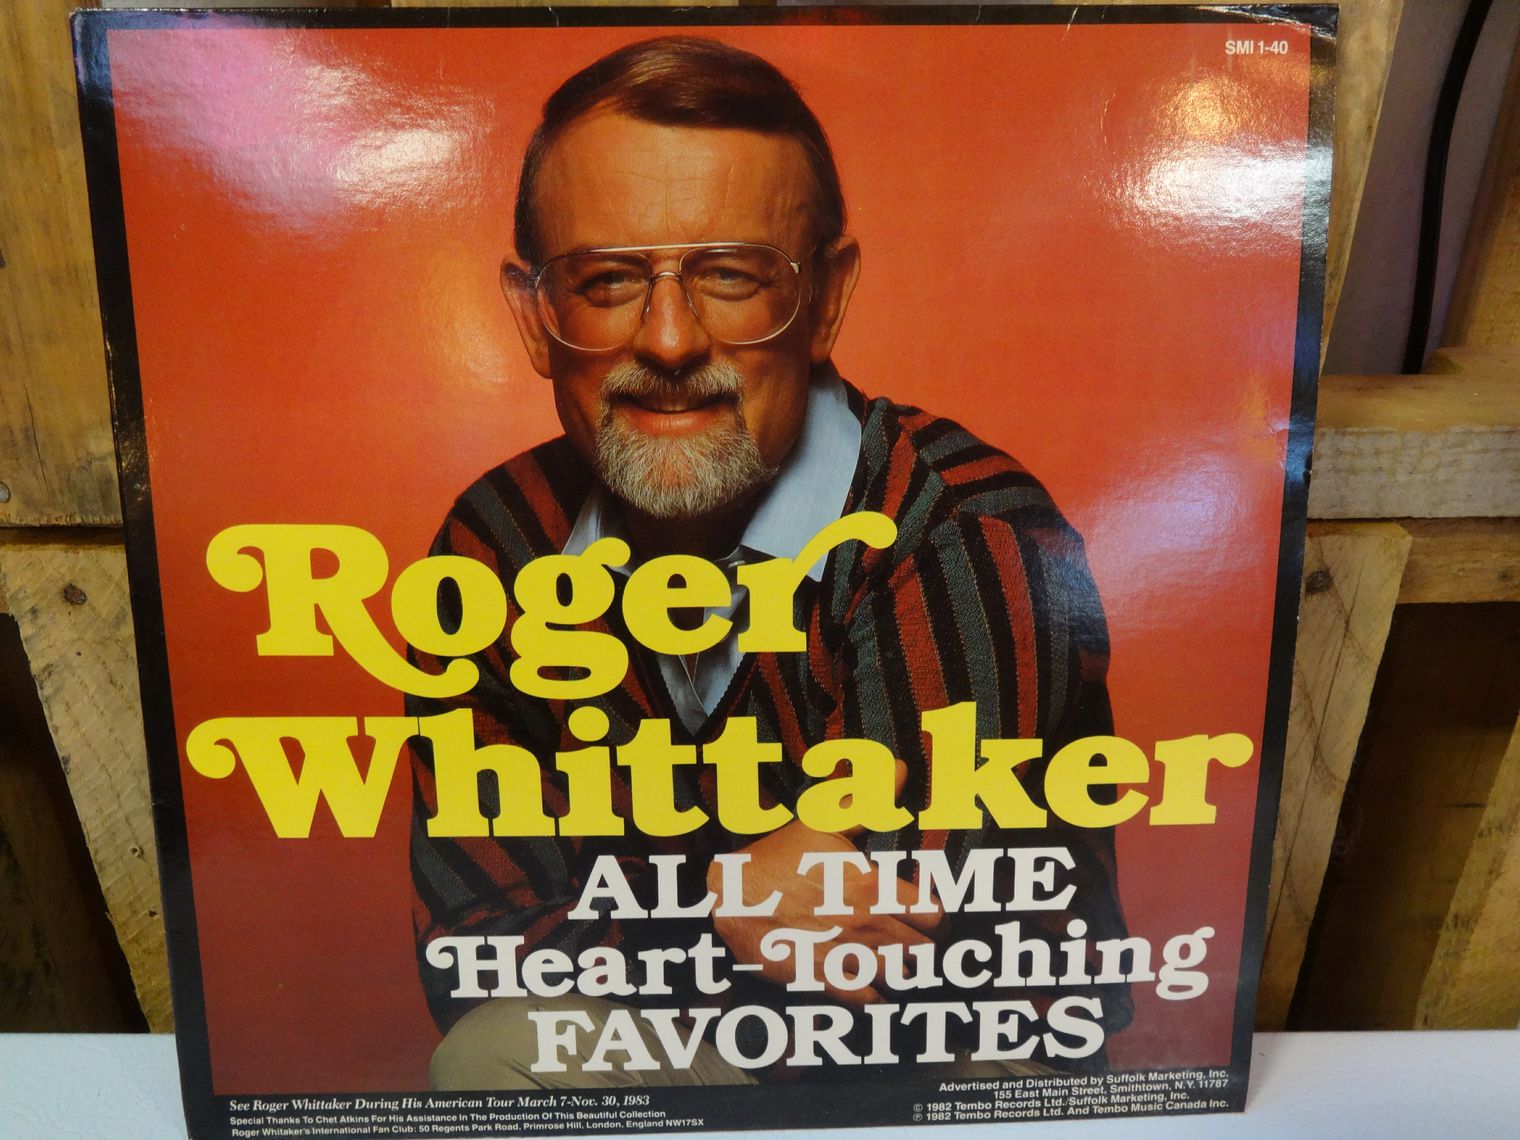 SMI 1-40
Roger
Whittaker
ALL TIME
Heart-Touching
FAVORITES
See Roger Whittaker During His American Tour March 7-Nov. 30, 1983
Special Thanks To Chet Atkins For His Assistance In The Production Of This Beautiful Collection
Roger Whitaker's International Fan Club: 50 Regents Park Road, Primrose Hill, London, England NW17SX
Advertised and Distributed by Suffolk Marketing, Inc.
155 East Main Street, Smithtown, N.Y. 11787
© 1982 Tembo Records Ltd./Suffolk Marketing, Inc.
℗ 1982 Tembo Records Ltd. And Tembo Music Canada Inc.